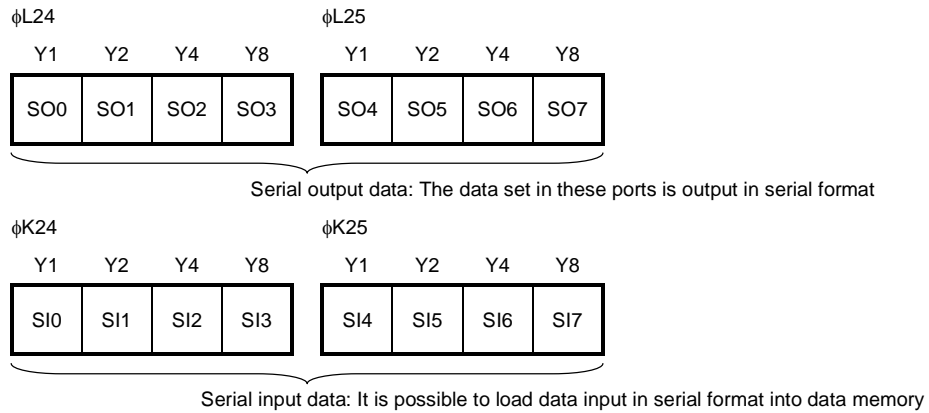 ϕL24 ϕL25
Y1 Y2 Y4 Y8 Y1 Y2 Y4 Y8
SO0 SO1 SO2 SO3 SO4 SO5 SO6 SO7
Serial output data: The data set in these ports is output in serial format
ϕK24 ϕK25
Y1 Y2 Y4 Y8 Y1 Y2 Y4 Y8
SI0 SI1 SI2 SI3 SI4 SI5 SI6 SI7
Serial input data: It is possible to load data input in serial format into data memory